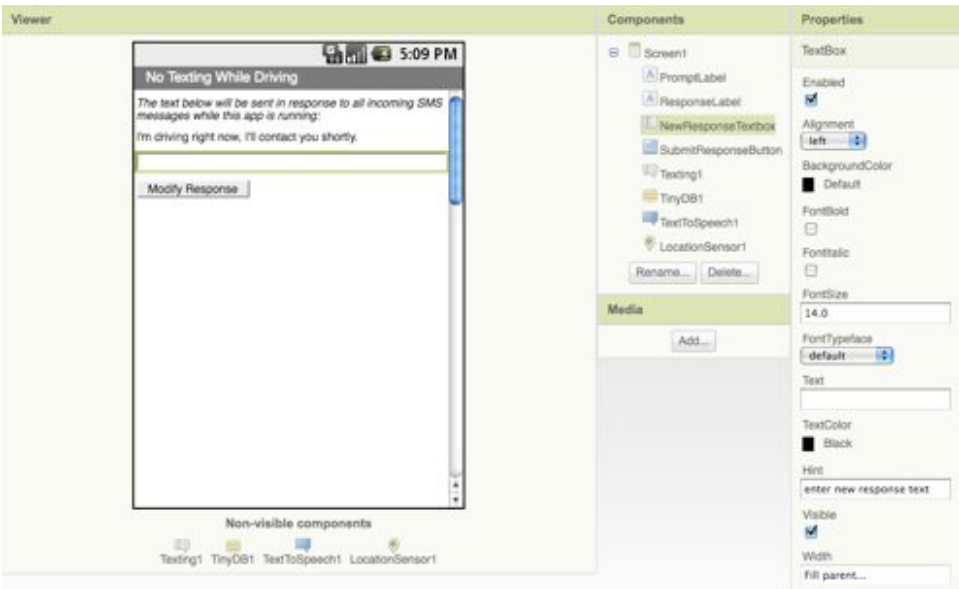 Viewer
5:09 PM
No Texting While Driving
The text below will be sent in response to all incoming SMS
messages while this app is running:
I'm driving right now, I'll contact you shortly.
Modify Response
Non-visible components
Texting1 TinyDB1 TextToSpeech1 LocationSensor1
Components
Screen1
PromptLabel
ResponseLabel
NewResponseTextbox
SubmitResponseButton
Texting1
TinyDB1
TextToSpeech1
LocationSensor1
Rename... Delete...
Media
Add...
Properties
TextBox
Enabled
Alignment
left
BackgroundColor
Default
FontBold
FontItalic
FontSize
14.0
FontTypeface
default
Text
TextColor
Black
Hint
enter new response text
Visible
Width
Fill parent...